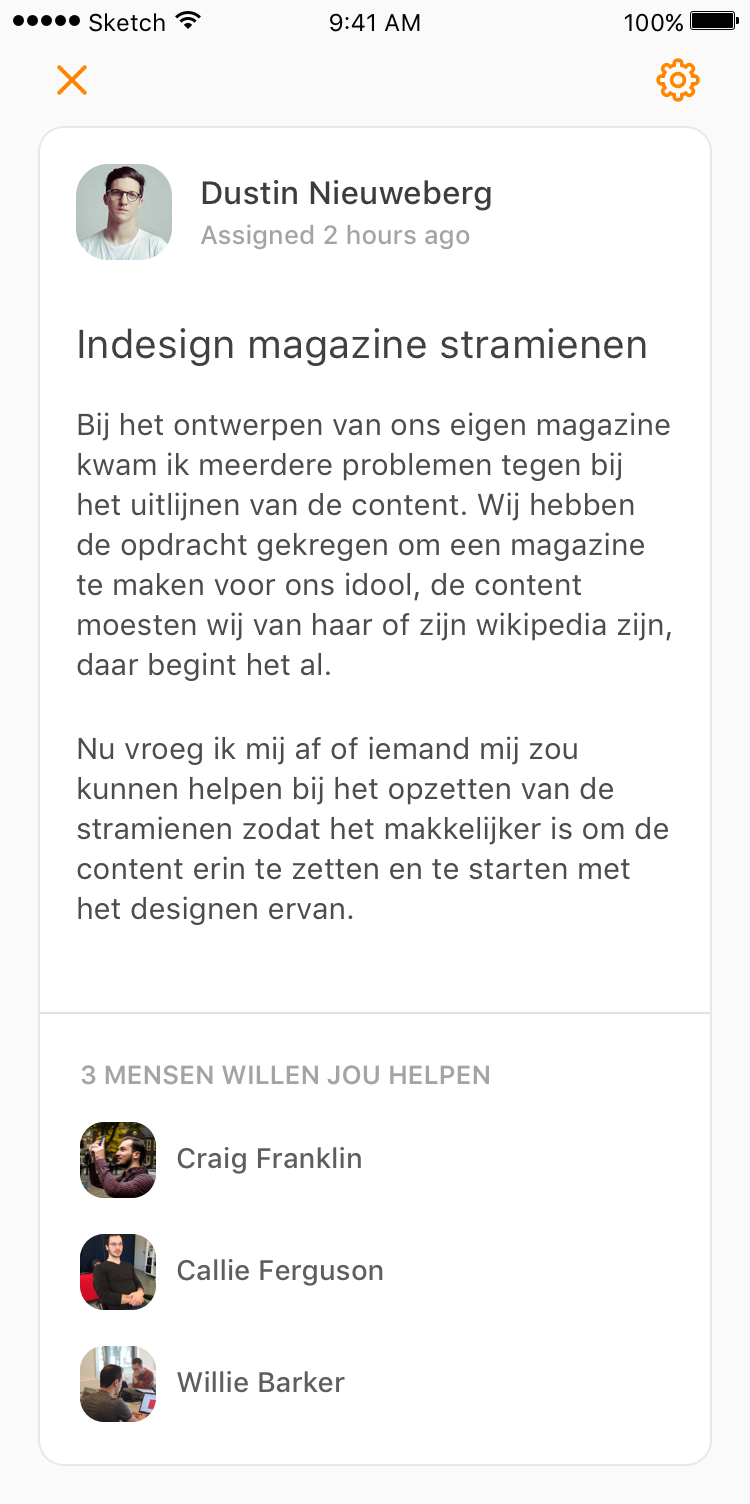 Sketch 9:41 AM 100%
Dustin Nieuweberg
Assigned 2 hours ago
Indesign magazine stramienen
Bij het ontwerpen van ons eigen magazine
kwam ik meerdere problemen tegen bij
het uitlijnen van de content. Wij hebben
de opdracht gekregen om een magazine
te maken voor ons idool, de content
moesten wij van haar of zijn wikipedia zijn,
daar begint het al.
Nu vroeg ik mij af of iemand mij zou
kunnen helpen bij het opzetten van de
stramienen zodat het makkelijker is om de
content erin te zetten en te starten met
het designen ervan.
3 MENSEN WILLEN JOU HELPEN
Craig Franklin
Callie Ferguson
Willie Barker